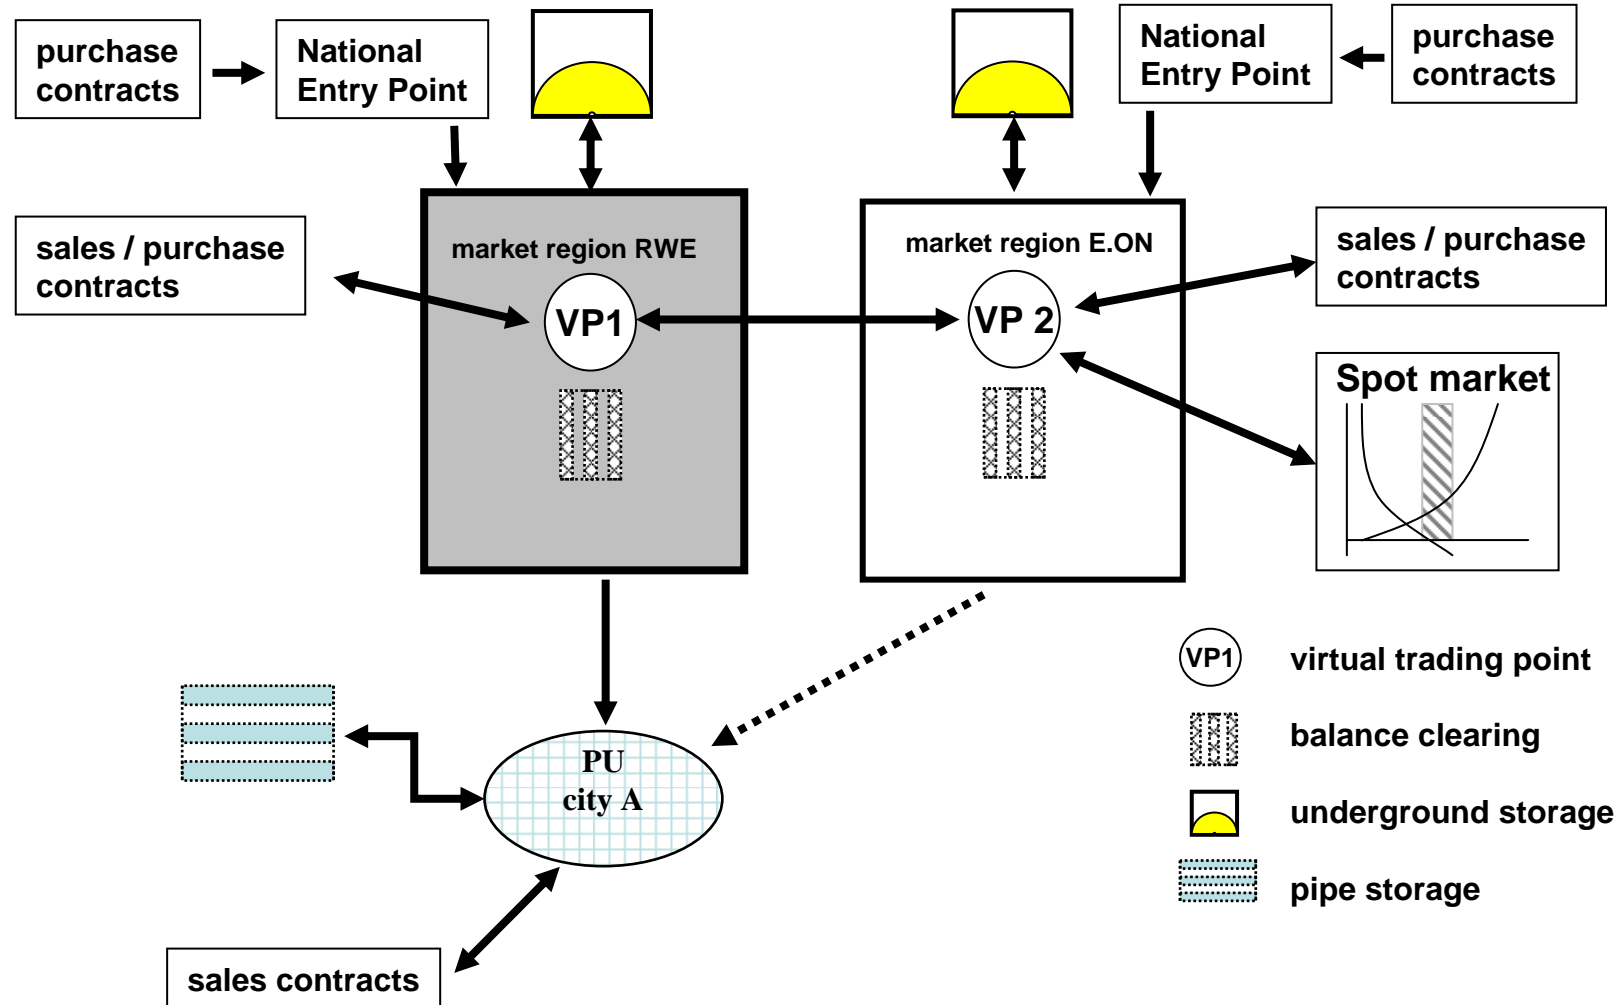 purchase
contracts
National
Entry Point
National
Entry Point
purchase
contracts
sales / purchase
contracts
market region RWE
VP1
market region E.ON
VP 2
sales / purchase
contracts
Spot market
VP1
virtual trading point
balance clearing
underground storage
pipe storage
PU
city A
sales contracts